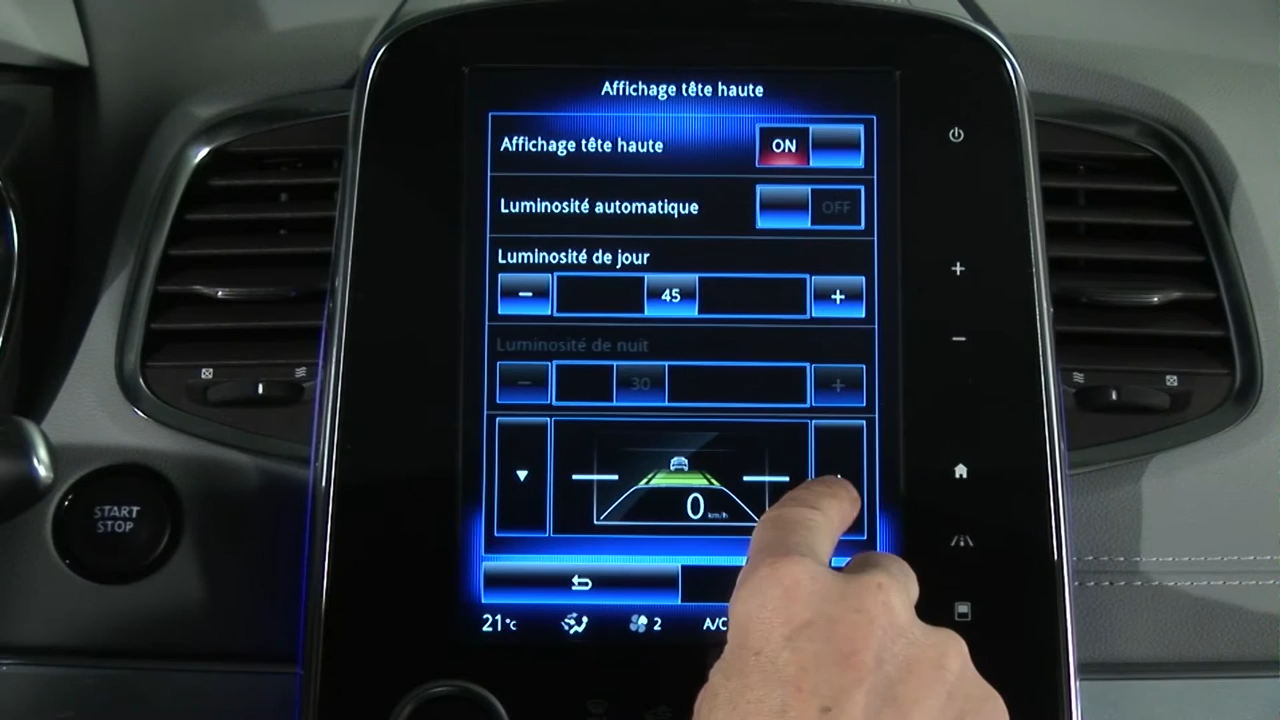 Affichage tête haute
Affichage tête haute ON
Luminosité automatique OFF
Luminosité de jour
− 45 +
Luminosité de nuit
− 30 +
0 km/h
START
STOP
21°c 2 A/C